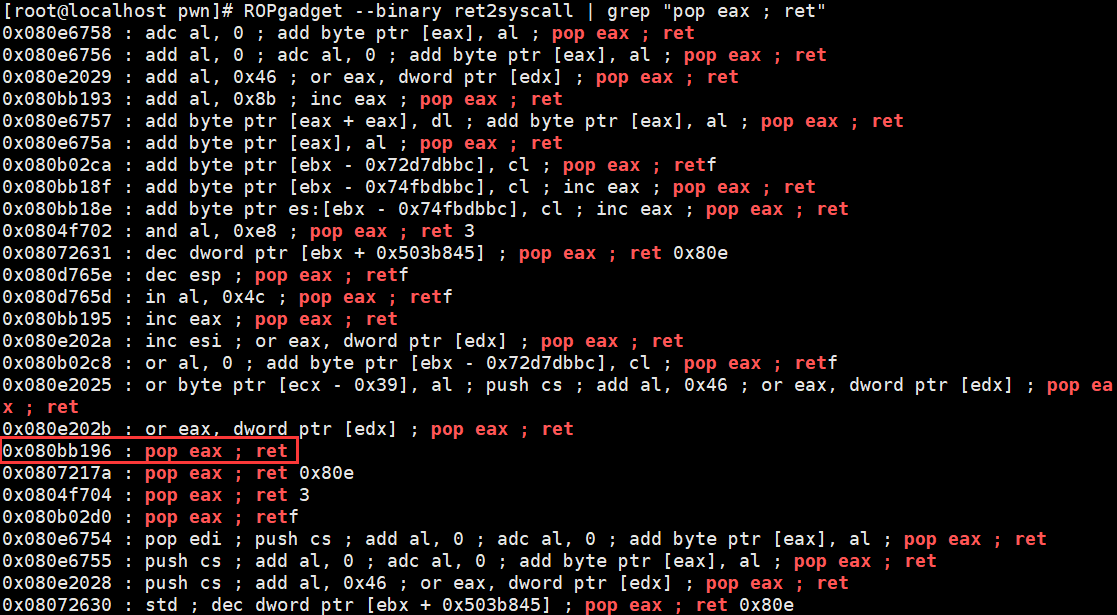 [root@localhost pwn]# ROPgadget --binary ret2syscall | grep "pop eax ; ret"
0x080e6758 : adc al, 0 ; add byte ptr [eax], al ; pop eax ; ret
0x080e6756 : add al, 0 ; adc al, 0 ; add byte ptr [eax], al ; pop eax ; ret
0x080e2029 : add al, 0x46 ; or eax, dword ptr [edx] ; pop eax ; ret
0x080bb193 : add al, 0x8b ; inc eax ; pop eax ; ret
0x080e6757 : add byte ptr [eax + eax], dl ; add byte ptr [eax], al ; pop eax ; ret
0x080e675a : add byte ptr [eax], al ; pop eax ; ret
0x080b02ca : add byte ptr [ebx - 0x72d7dbbc], cl ; pop eax ; retf
0x080bb18f : add byte ptr [ebx - 0x74fbdbbc], cl ; inc eax ; pop eax ; ret
0x080bb18e : add byte ptr es:[ebx - 0x74fbdbbc], cl ; inc eax ; pop eax ; ret
0x0804f702 : and al, 0xe8 ; pop eax ; ret 3
0x08072631 : dec dword ptr [ebx + 0x503b845] ; pop eax ; ret 0x80e
0x080d765e : dec esp ; pop eax ; retf
0x080d765d : in al, 0x4c ; pop eax ; retf
0x080bb195 : inc eax ; pop eax ; ret
0x080e202a : inc esi ; or eax, dword ptr [edx] ; pop eax ; ret
0x080b02c8 : or al, 0 ; add byte ptr [ebx - 0x72d7dbbc], cl ; pop eax ; retf
0x080e2025 : or byte ptr [ecx - 0x39], al ; push cs ; add al, 0x46 ; or eax, dword ptr [edx] ; pop ea
x ; ret
0x080e202b : or eax, dword ptr [edx] ; pop eax ; ret
0x080bb196 : pop eax ; ret
0x0807217a : pop eax ; ret 0x80e
0x0804f704 : pop eax ; ret 3
0x080b02d0 : pop eax ; retf
0x080e6754 : pop edi ; push cs ; add al, 0 ; adc al, 0 ; add byte ptr [eax], al ; pop eax ; ret
0x080e6755 : push cs ; add al, 0 ; adc al, 0 ; add byte ptr [eax], al ; pop eax ; ret
0x080e2028 : push cs ; add al, 0x46 ; or eax, dword ptr [edx] ; pop eax ; ret
0x08072630 : std ; dec dword ptr [ebx + 0x503b845] ; pop eax ; ret 0x80e